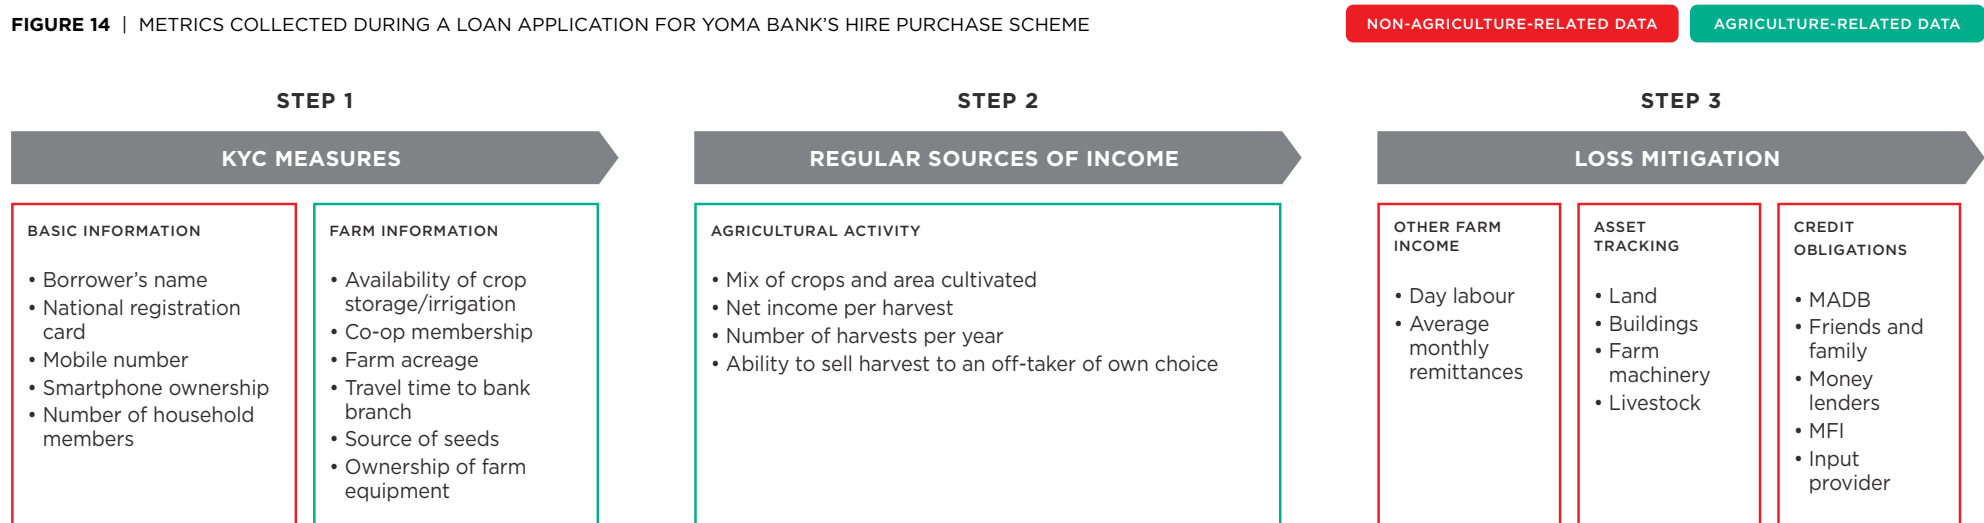 FIGURE 14 | METRICS COLLECTED DURING A LOAN APPLICATION FOR YOMA BANK'S HIRE PURCHASE SCHEME
NON-AGRICULTURE-RELATED DATA
AGRICULTURE-RELATED DATA
STEP 1
KYC MEASURES
BASIC INFORMATION
• Borrower's name
• National registration
card
• Mobile number
• Smartphone ownership
• Number of household
members
FARM INFORMATION
• Availability of crop
storage/irrigation
• Co-op membership
• Farm acreage
• Travel time to bank
branch
• Source of seeds
• Ownership of farm
equipment
STEP 2
REGULAR SOURCES OF INCOME
AGRICULTURAL ACTIVITY
• Mix of crops and area cultivated
• Net income per harvest
• Number of harvests per year
• Ability to sell harvest to an off-taker of own choice
STEP 3
LOSS MITIGATION
OTHER FARM
INCOME
• Day labour
• Average
monthly
remittances
ASSET
TRACKING
• Land
• Buildings
• Farm
machinery
• Livestock
CREDIT
OBLIGATIONS
• MADB
• Friends and
family
• Money
lenders
• MFI
• Input
provider